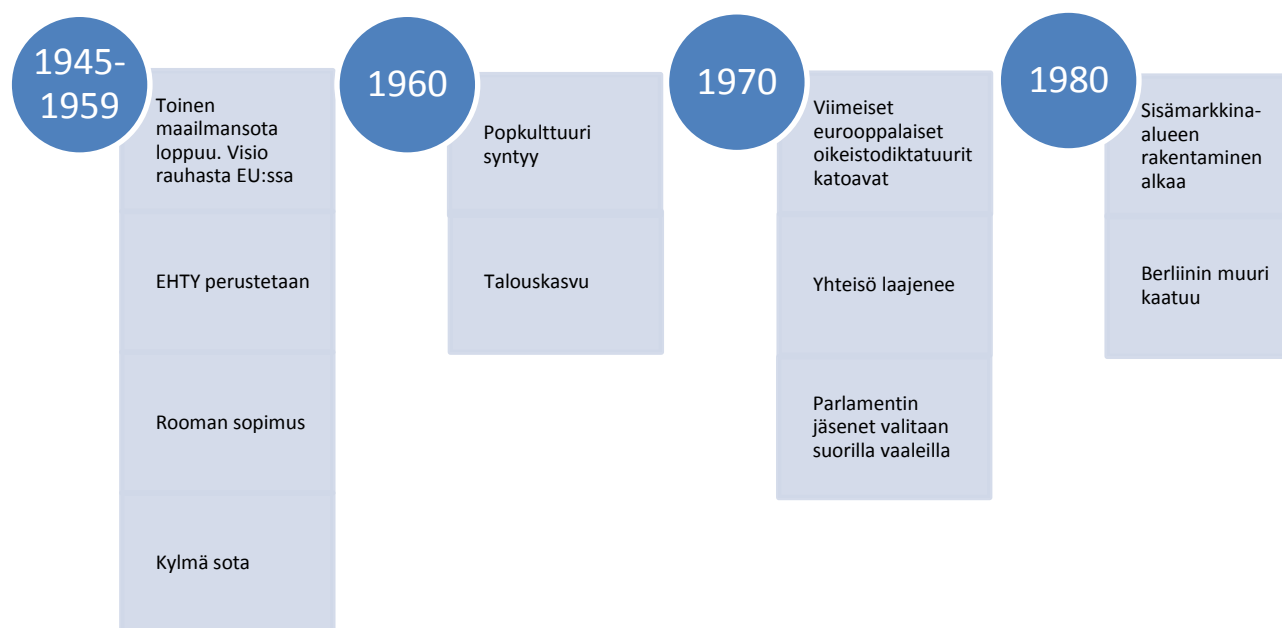 1945-
1959
Toinen
maailmansota
loppuu. Visio
rauhasta EU:ssa
EHTY perustetaan
Rooman sopimus
Kylmä sota
1960
Popkulttuuri
syntyy
Talouskasvu
1970
Viimeiset
eurooppalaiset
oikeistodiktatuurit
katoavat
Yhteisö laajenee
Parlamentin
jäsenet valitaan
suorilla vaaleilla
1980
Sisämarkkina-
alueen
rakentaminen
alkaa
Berliinin muuri
kaatuu